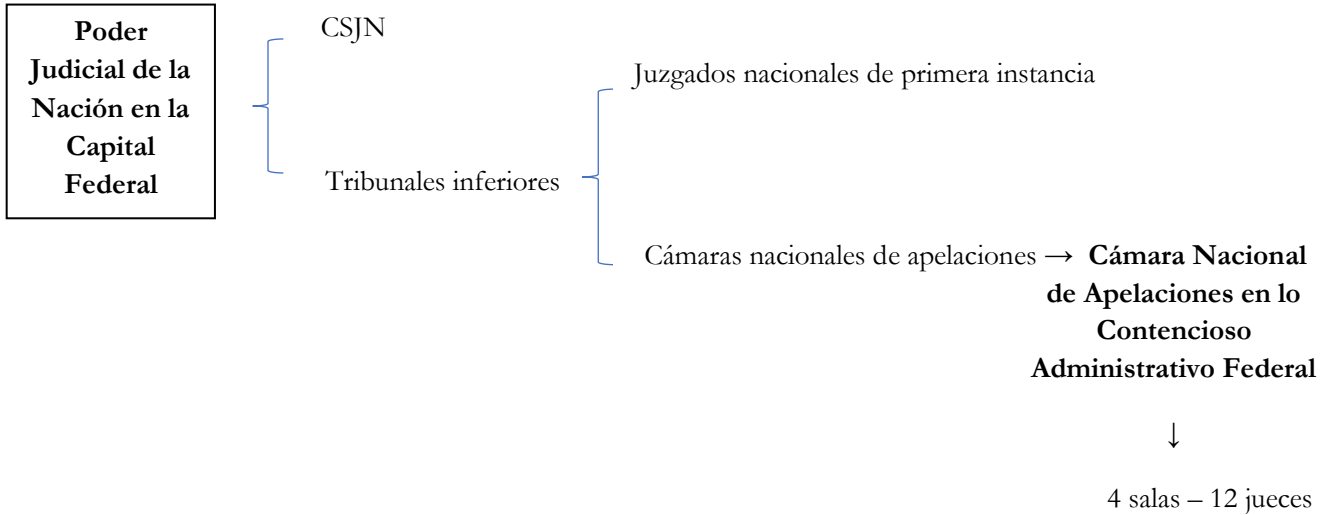 Poder
Judicial de la
Nación en la
Capital
Federal
CSJN
Tribunales inferiores
Juzgados nacionales de primera instancia
Cámaras nacionales de apelaciones → Cámara Nacional
de Apelaciones en lo
Contencioso
Administrativo Federal
↓
4 salas – 12 jueces